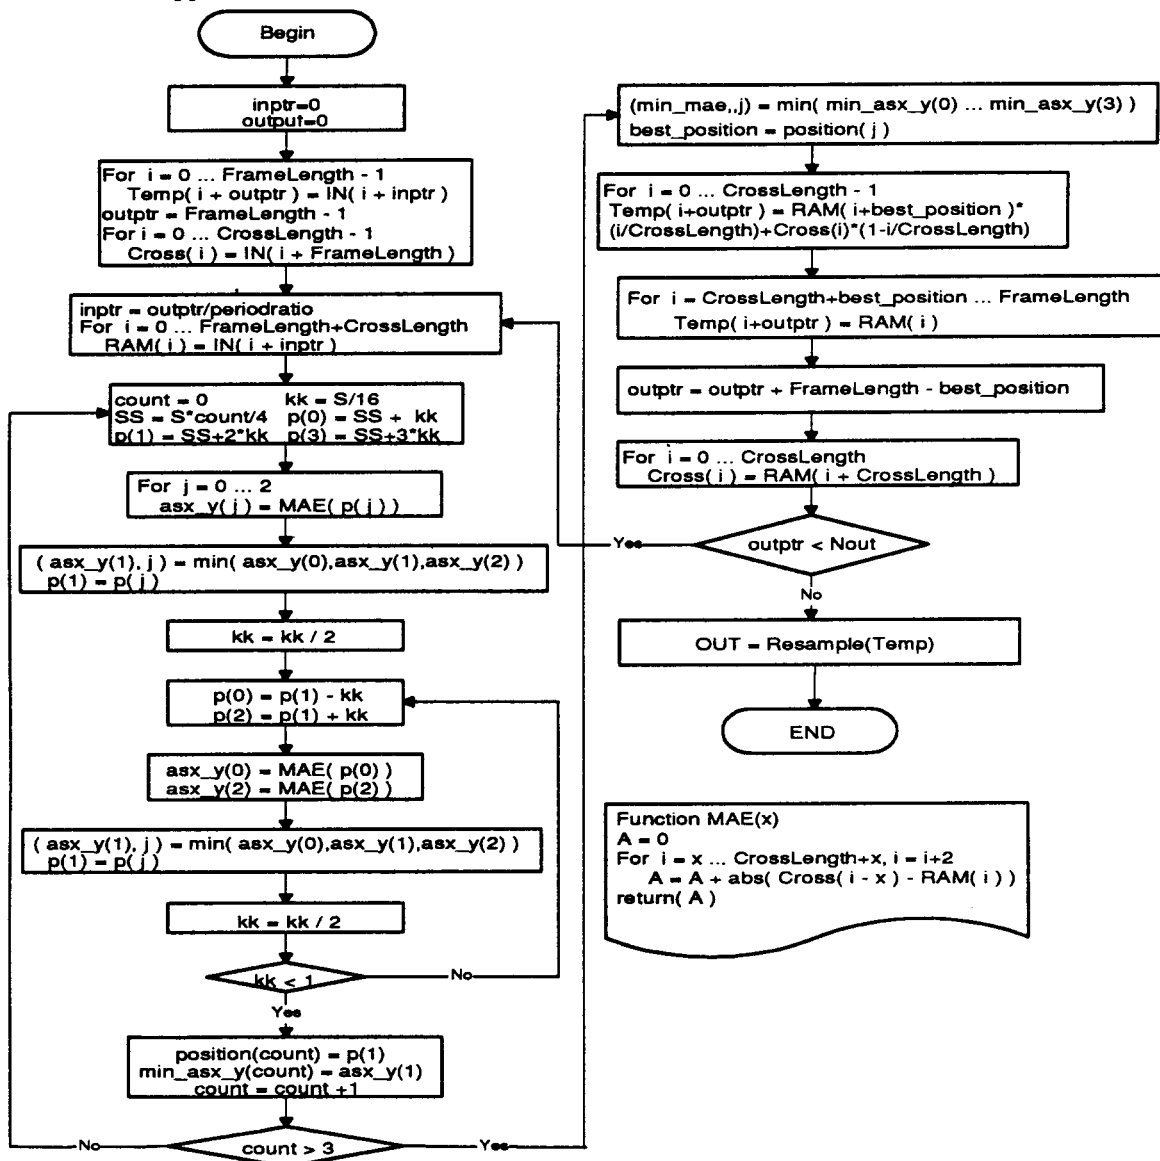 Begin
inptr=0
output=0
For i = 0 ... FrameLength - 1
Temp( i + outptr ) = IN( i + inptr )
outptr = FrameLength - 1
For i = 0 ... CrossLength - 1
Cross( i ) = IN( i + FrameLength )
inptr = outptr/periodratio
For i = 0 ... FrameLength+CrossLength
RAM( i ) = IN( i + inptr )
count = 0 kk = S/16
SS = S*count/4 p(0) = SS + kk
p(1) = SS+2*kk p(3) = SS+3*kk
For j = 0 ... 2
asx_y( j ) = MAE( p( j ) )
( asx_y(1), j ) = min( asx_y(0),asx_y(1),asx_y(2) )
p(1) = p( j )
kk = kk / 2
p(0) = p(1) - kk
p(2) = p(1) + kk
asx_y(0) = MAE( p(0) )
asx_y(2) = MAE( p(2) )
( asx_y(1), j ) = min( asx_y(0),asx_y(1),asx_y(2) )
p(1) = p( j )
kk = kk / 2
kk < 1
No
Yes
position(count) = p(1)
min_asx_y(count) = asx_y(1)
count = count +1
No
count > 3
Yes
(min_mae,,j) = min( min_asx_y(0) ... min_asx_y(3) )
best_position = position( j )
For i = 0 ... CrossLength - 1
Temp( i+outptr ) = RAM( i+best_position )*
(i/CrossLength)+Cross(i)*(1-i/CrossLength)
For i = CrossLength+best_position ... FrameLength
Temp( i+outptr ) = RAM( i )
outptr = outptr + FrameLength - best_position
For i = 0 ... CrossLength
Cross( i ) = RAM( i + CrossLength )
Yes
outptr < Nout
No
OUT = Resample(Temp)
END
Function MAE(x)
A = 0
For i = x ... CrossLength+x, i = i+2
A = A + abs( Cross( i - x ) - RAM( i ) )
return( A )